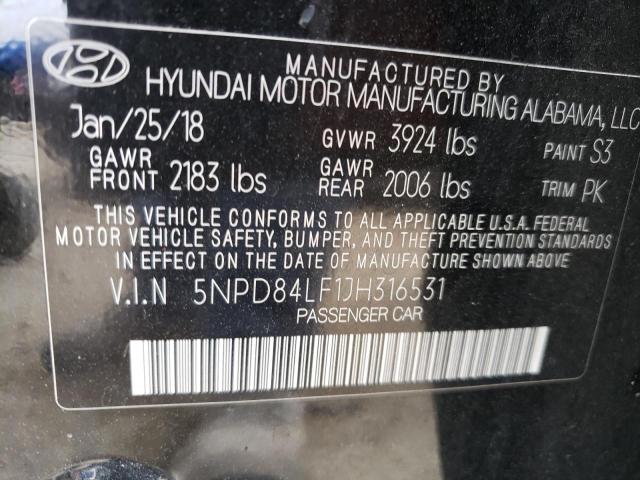 MANUFACTURED BY
HYUNDAI MOTOR MANUFACTURING ALABAMA, LLC
Jan/25/18 GVWR 3924 lbs PAINT S3
GAWR FRONT 2183 lbs GAWR REAR 2006 lbs TRIM PK
THIS VEHICLE CONFORMS TO ALL APPLICABLE U.S.A. FEDERAL
MOTOR VEHICLE SAFETY, BUMPER, AND THEFT PREVENTION STANDARDS
IN EFFECT ON THE DATE OF MANUFACTURE SHOWN ABOVE
V.I.N 5NPD84LF1JH316531
PASSENGER CAR